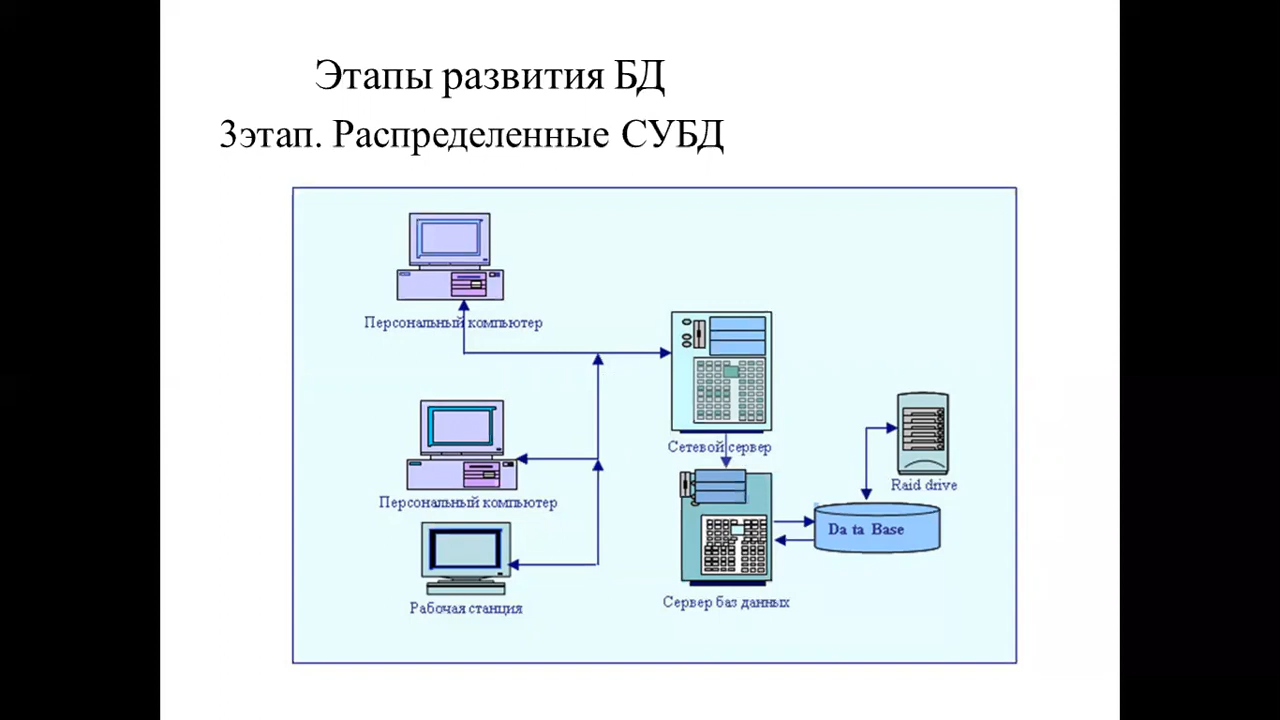 Этапы развития БД
3этап. Распределенные СУБД
Персональный компьютер
Сетевой сервер
Персональный компьютер
Raid drive
Da ta Base
Рабочая станция
Сервер баз данных